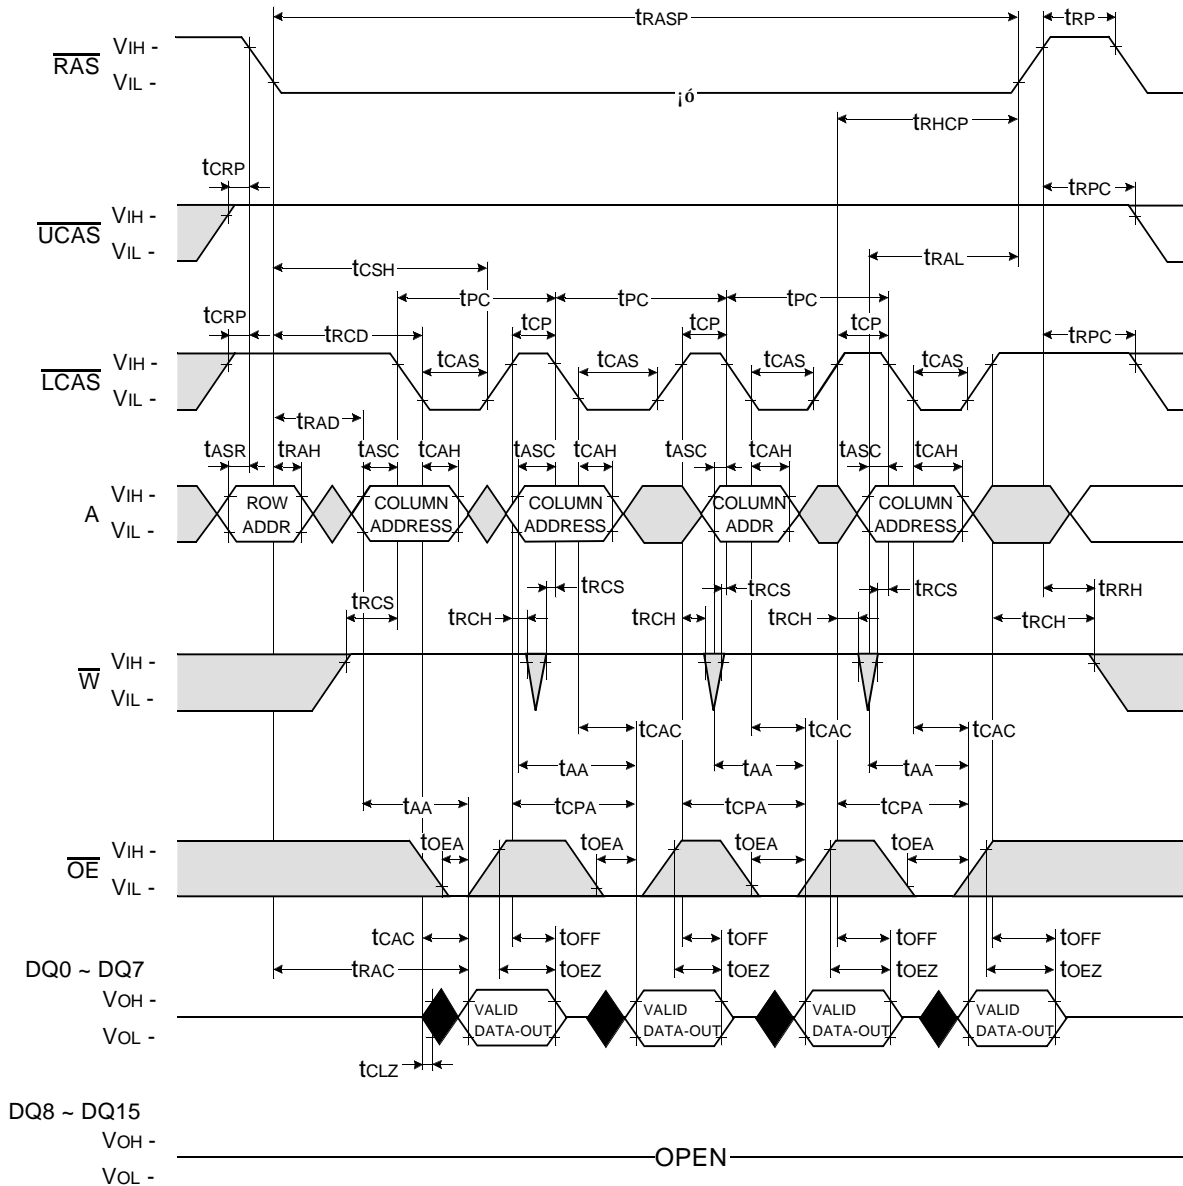 tRASP tRP
RAS VIH -
VIL -
¡ó
tRHCP
tCRP
tRPC
UCAS VIH -
VIL -
tCSH tRAL
tPC tPC tPC
tCRP tRCD tCP tCP tCP tRPC
LCAS VIH -
VIL -
tCAS tCAS tCAS tCAS
tRAD
tASR tRAH tASC tCAH tASC tCAH tASC tCAH tASC tCAH
A VIH -
VIL -
ROW
ADDR
COLUMN
ADDRESS
COLUMN
ADDRESS
COLUMN
ADDR
COLUMN
ADDRESS
tRCS tRCS tRCS tRCS tRRH
tRCH tRCH tRCH tRCH
W VIH -
VIL -
tCAC tCAC tCAC
tAA tAA tAA
tAA tCPA tCPA tCPA
tOEA tOEA tOEA tOEA
OE VIH -
VIL -
tCAC tOFF tOFF tOFF tOFF
tRAC tOEZ tOEZ tOEZ tOEZ
DQ0 ~ DQ7
VOH -
VOL -
VALID
DATA-OUT
VALID
DATA-OUT
VALID
DATA-OUT
VALID
DATA-OUT
tCLZ
DQ8 ~ DQ15
VOH -
VOL -
OPEN